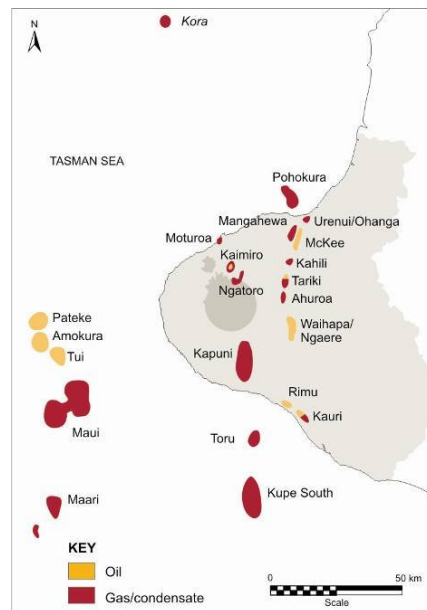 N
Kora
TASMAN SEA
Pohokura
Mangahewa
Urenui/Ohanga
Moturoa
McKee
Kaimiro
Kahili
Tariki
Ngatoro
Ahuroa
Pateke
Waihapa/
Ngaere
Amokura
Tui
Kapuni
Rimu
Kauri
Maui
Toru
Maari
Kupe South
KEY
Oil
Gas/condensate
0
50 km
Scale